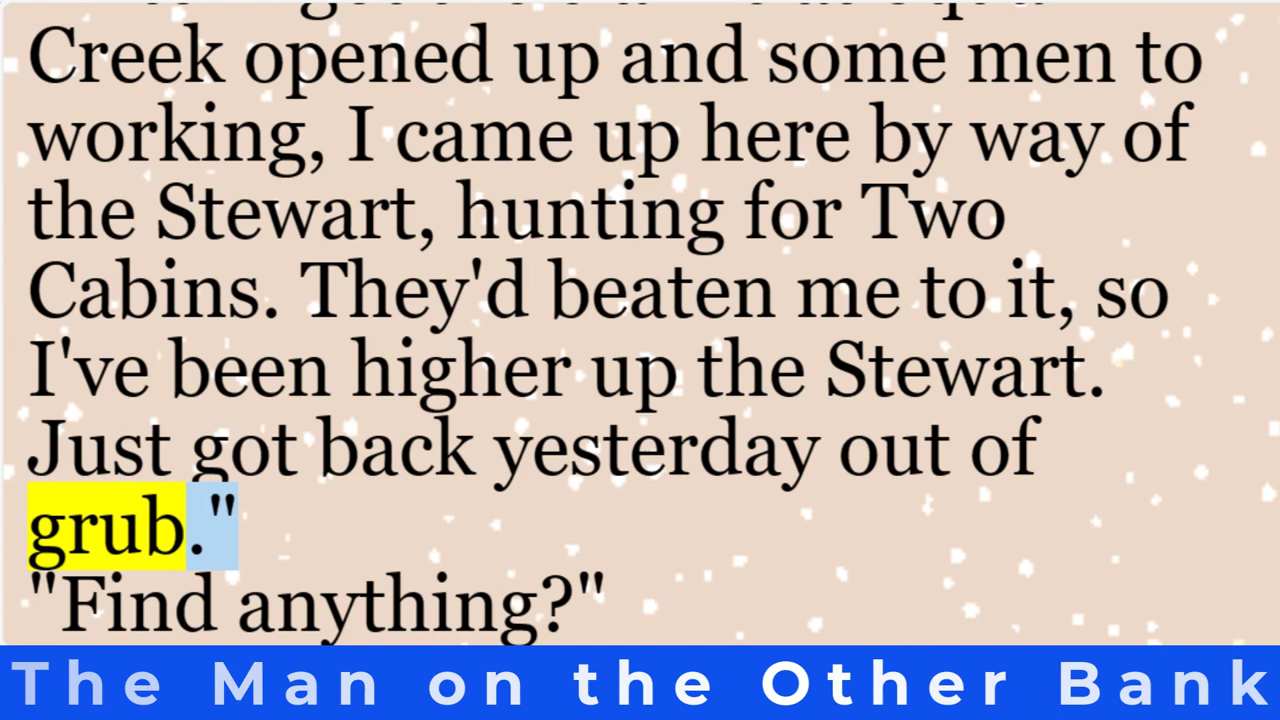 Creek opened up and some men to
working, I came up here by way of
the Stewart, hunting for Two
Cabins. They'd beaten me to it, so
I've been higher up the Stewart.
Just got back yesterday out of
grub."
"Find anything?"
The Man on the Other Bank